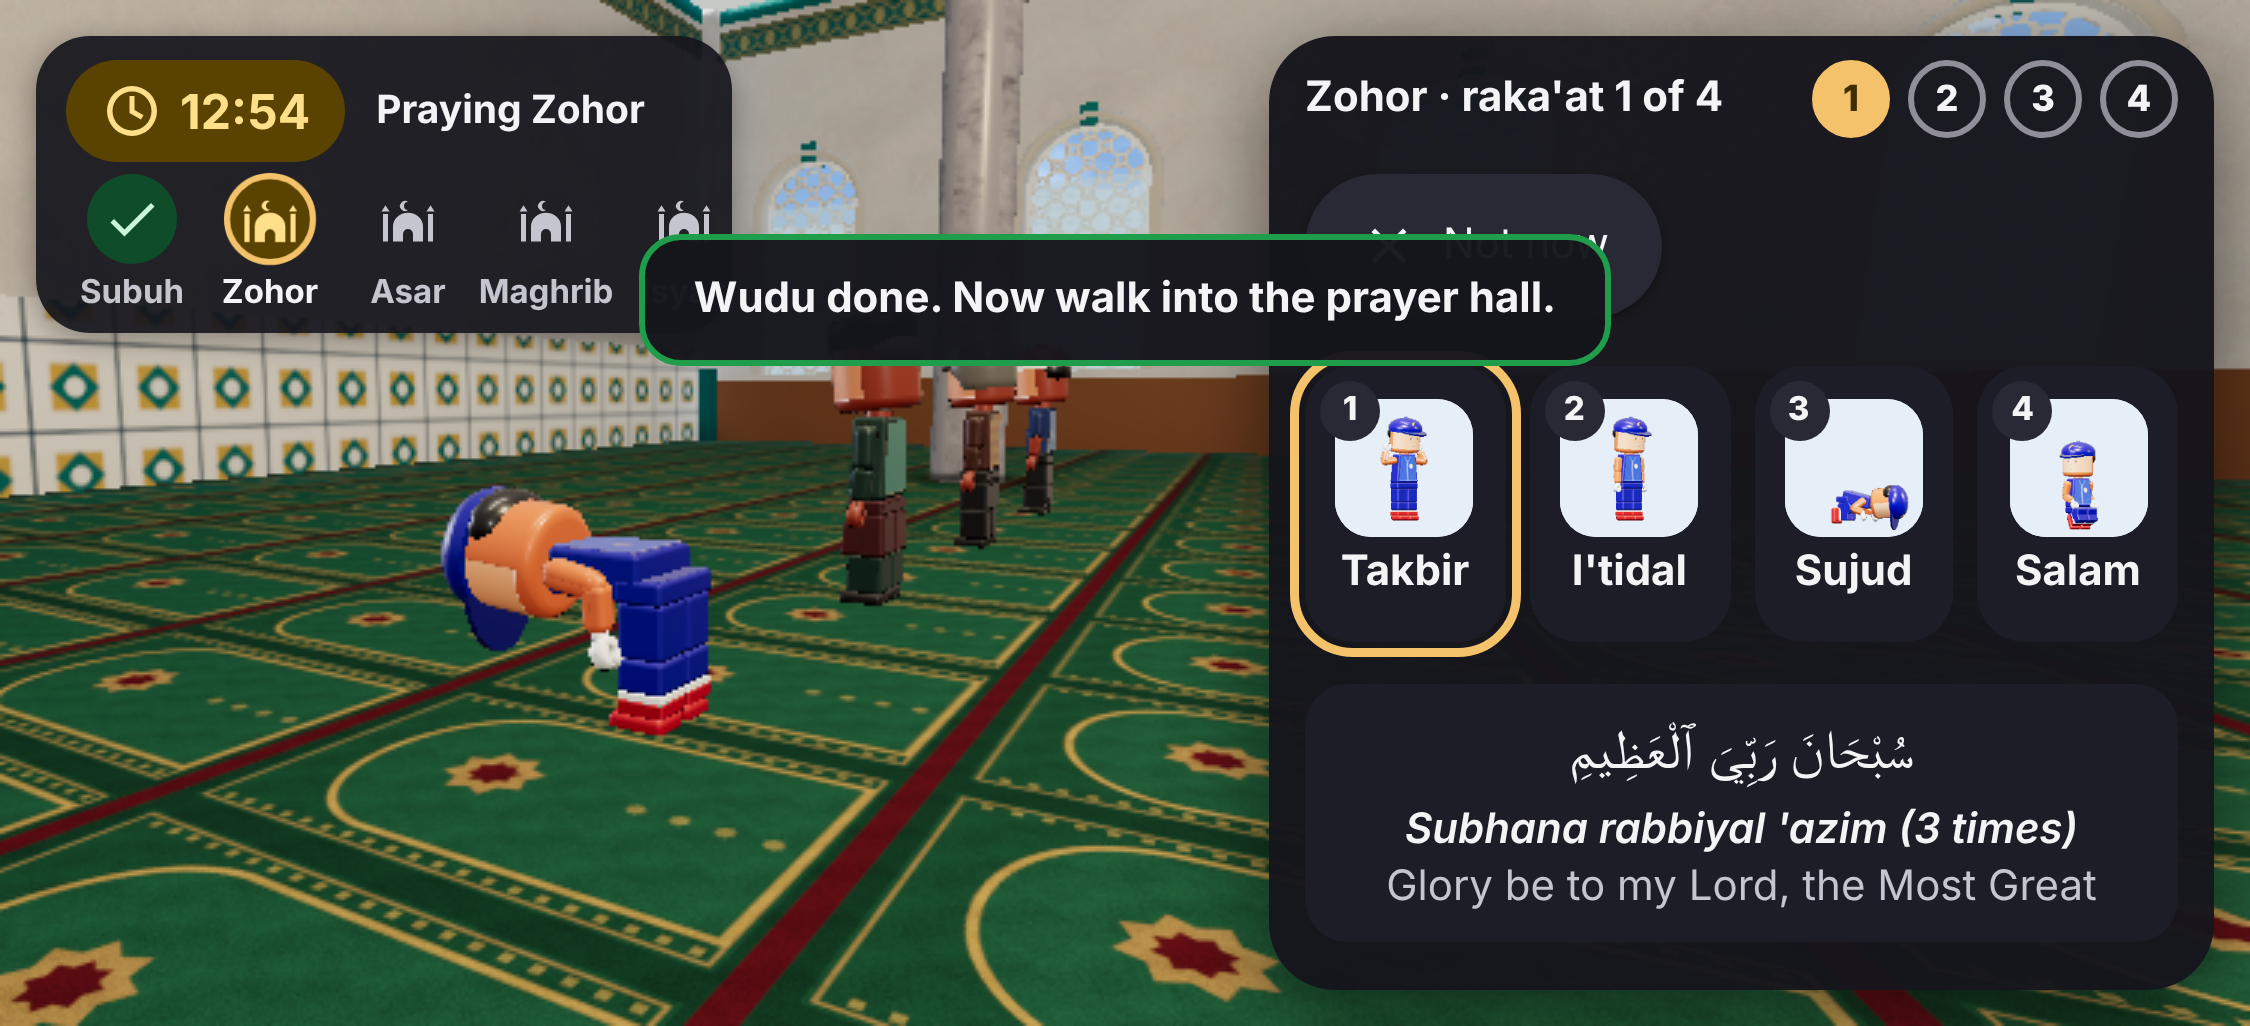 12:54 Praying Zohor
Subuh Zohor Asar Maghrib
Zohor · raka'at 1 of 4 1 2 3 4
Not now
Wudu done. Now walk into the prayer hall.
1 2 3 4
Takbir I'tidal Sujud Salam
سُبْحَانَ رَبِّيَ ٱلْعَظِيمِ
Subhana rabbiyal 'azim (3 times)
Glory be to my Lord, the Most Great